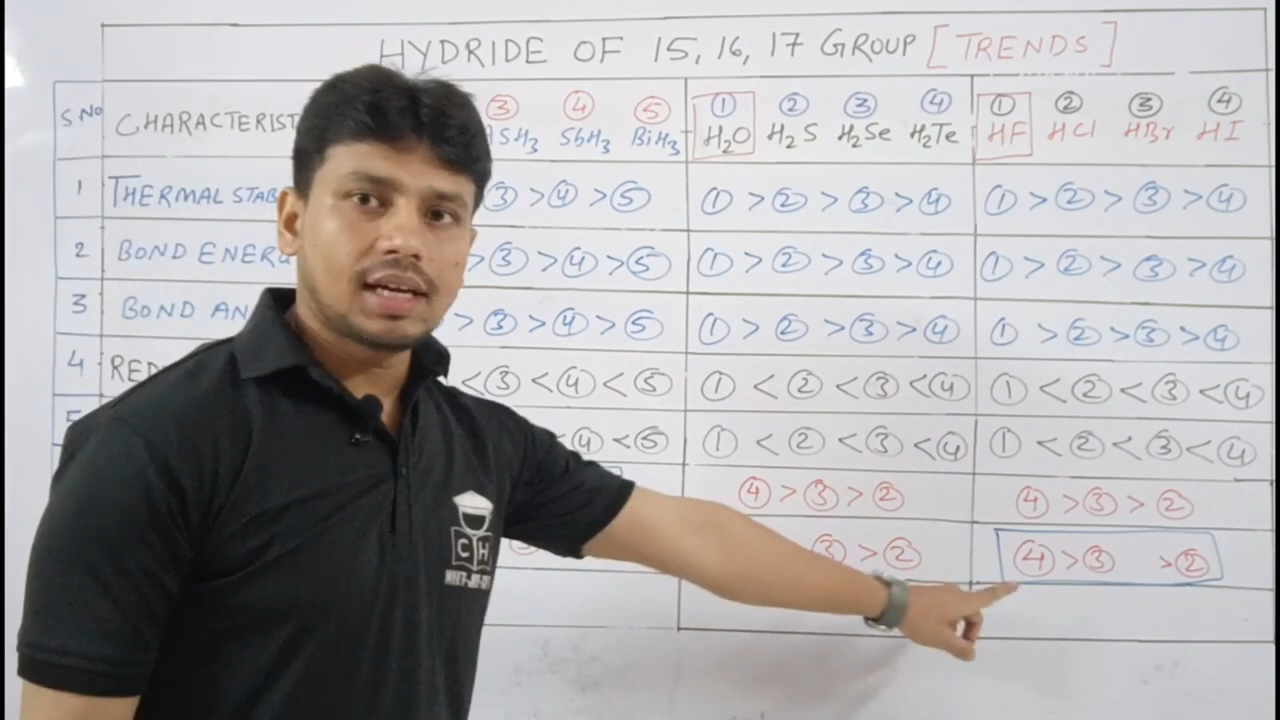 HYDRIDE OF 15, 16, 17 GROUP [TRENDS]
S NO CHARACTERIST ③ ④ ⑤ ① ② ③ ④ ① ② ③ ④
SbH₃ BiH₃ H₂O H₂S H₂Se H₂Te HF HCl HBr HI
1 THERMAL STAB ③ > ④ > ⑤ ① > ② > ③ > ④ ① > ② > ③ > ④
2 BOND ENERG > ③ > ④ > ⑤ ① > ② > ③ > ④ ① > ② > ③ > ④
3 BOND AN > ③ > ④ > ⑤ ① > ② > ③ > ④ ① > ② > ③ > ④
4 RED < ③ < ④ < ⑤ ① < ② < ③ < ④ ① < ② < ③ < ④
< ④ < ⑤ ① < ② < ③ < ④ ① < ② < ③ < ④
④ > ③ > ② ④ > ③ > ②
③ > ② ④ > ③ > ②
C H